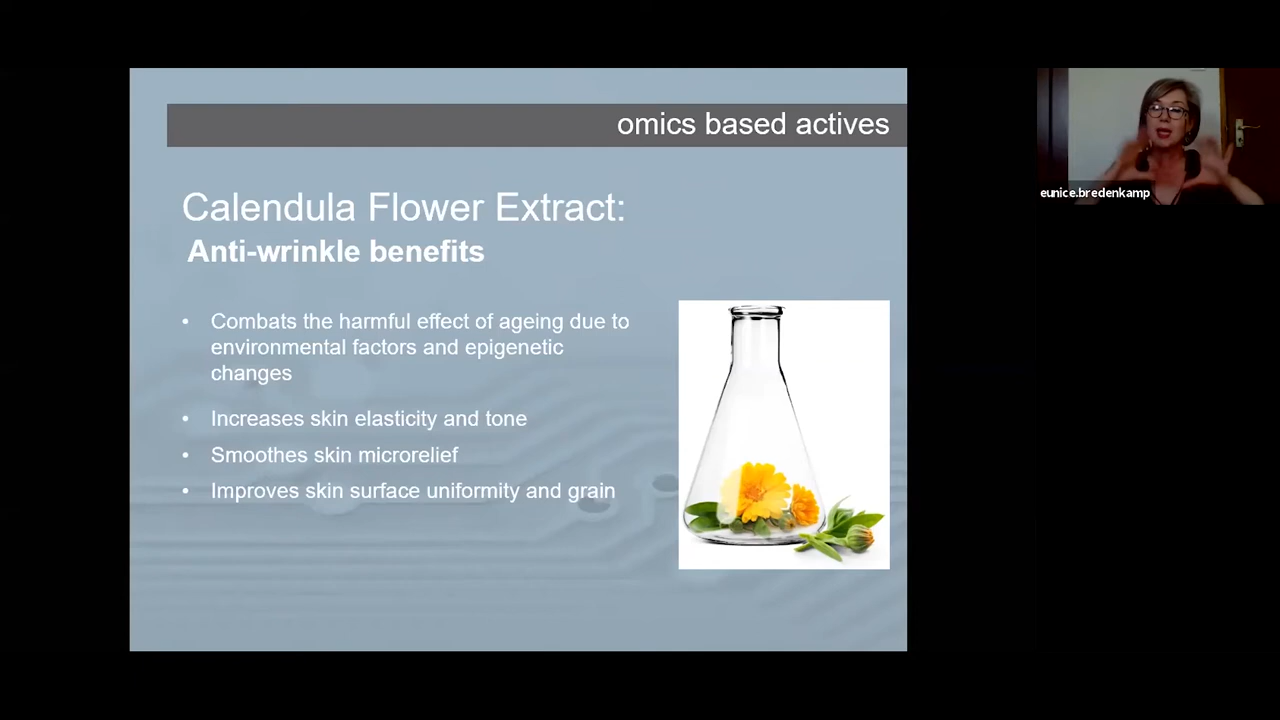 omics based actives
Calendula Flower Extract:
Anti-wrinkle benefits
• Combats the harmful effect of ageing due to
environmental factors and epigenetic
changes
• Increases skin elasticity and tone
• Smoothes skin microrelief
• Improves skin surface uniformity and grain
eunice.bredenkamp